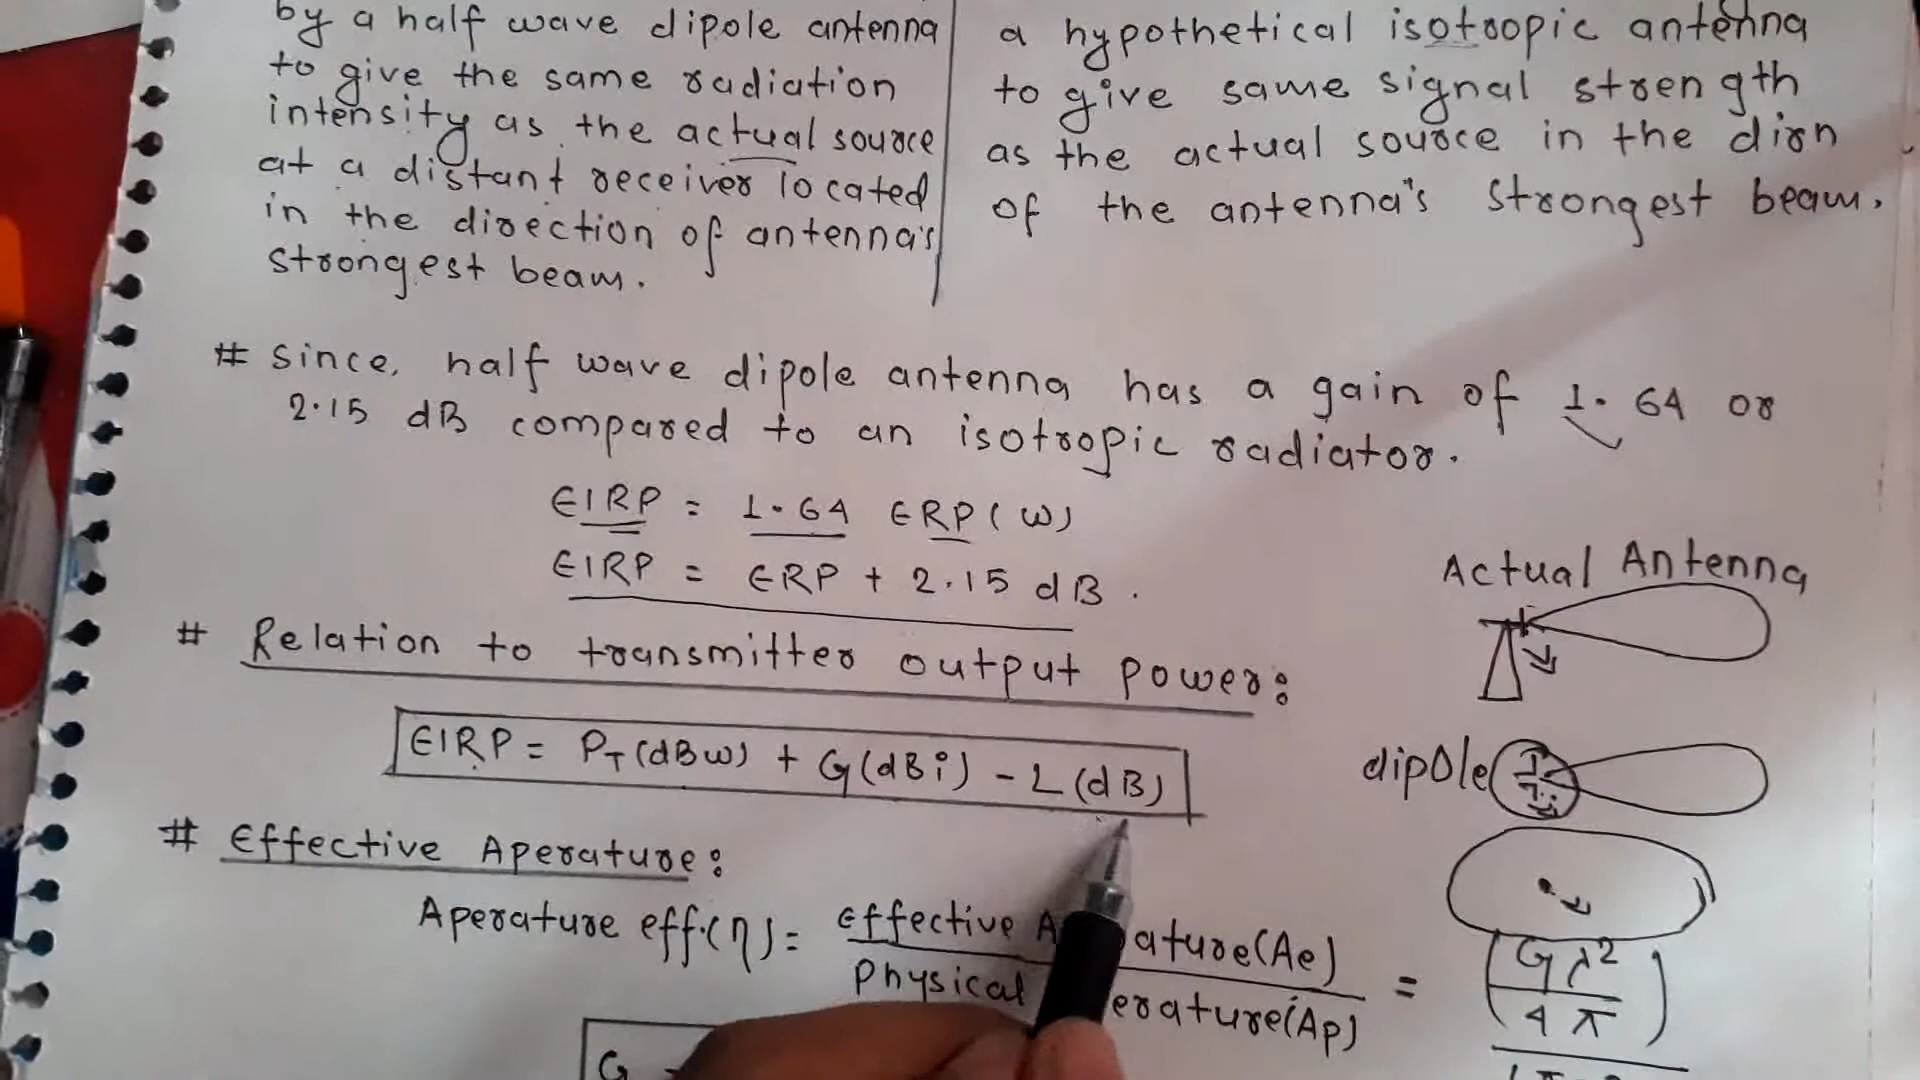 by a half wave dipole antenna
to give the same radiation
intensity as the actual source
at a distant receiver located
in the direction of antenna's
strongest beam.
a hypothetical isotropic antenna
to give same signal strength
as the actual source in the dirn
of the antenna's strongest beam.
# since, half wave dipole antenna has a gain of 1.64 or
2.15 dB compared to an isotropic radiator.
EIRP = 1.64 ERP(W)
EIRP = ERP + 2.15 dB.
# Relation to transmitter output power:
EIRP = PT(dBW) + G(dBi) - L(dB)
Actual Antenna
dipole
# Effective Aperature:
Aperature eff.(η) = Effective A ature(Ae)
Physical erature(Ap)
= (Gλ²
4π)
G